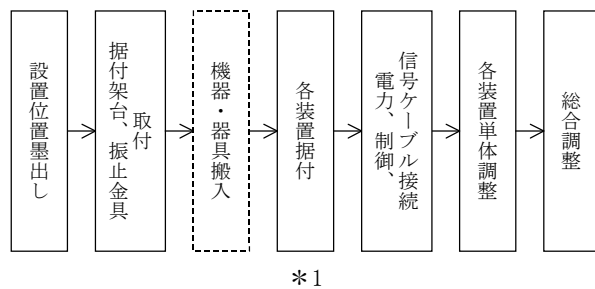 設置位置墨出し
据付架台、振止金具
取付
機器・器具搬入
各装置据付
信号ケーブル接続
電力、制御、
各装置単体調整
総合調整
＊1